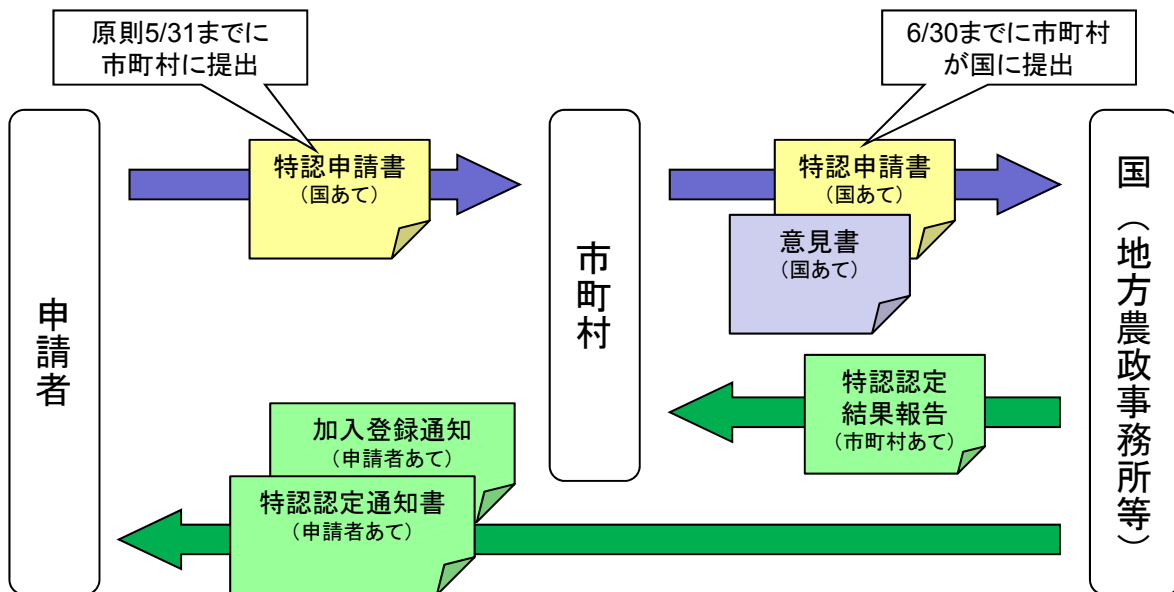 原則5/31までに
市町村に提出
6/30までに市町村
が国に提出
申請者
特認申請書
（国あて）
市町村
特認申請書
（国あて）
意見書
（国あて）
国（地方農政事務所等）
特認認定
結果報告
（市町村あて）
加入登録通知
（申請者あて）
特認認定通知書
（申請者あて）